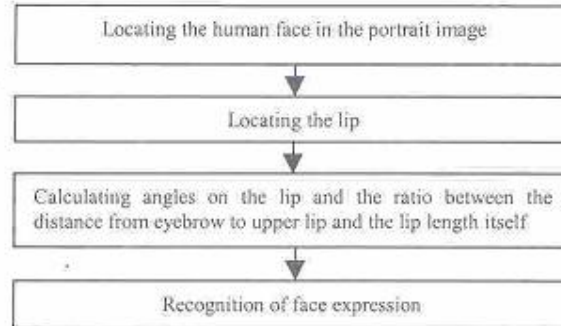 Locating the human face in the portrait image
Locating the lip
Calculating angles on the lip and the ratio between the
distance from eyebrow to upper lip and the lip length itself
Recognition of face expression